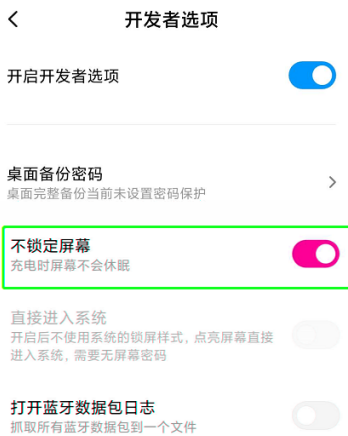 开发者选项
开启开发者选项
桌面备份密码
桌面完整备份当前未设置密码保护
不锁定屏幕
充电时屏幕不会休眠
直接进入系统
开启后不使用系统的锁屏样式，点亮屏幕直接
进入系统，需要无屏幕密码
打开蓝牙数据包日志
抓取所有蓝牙数据包到一个文件